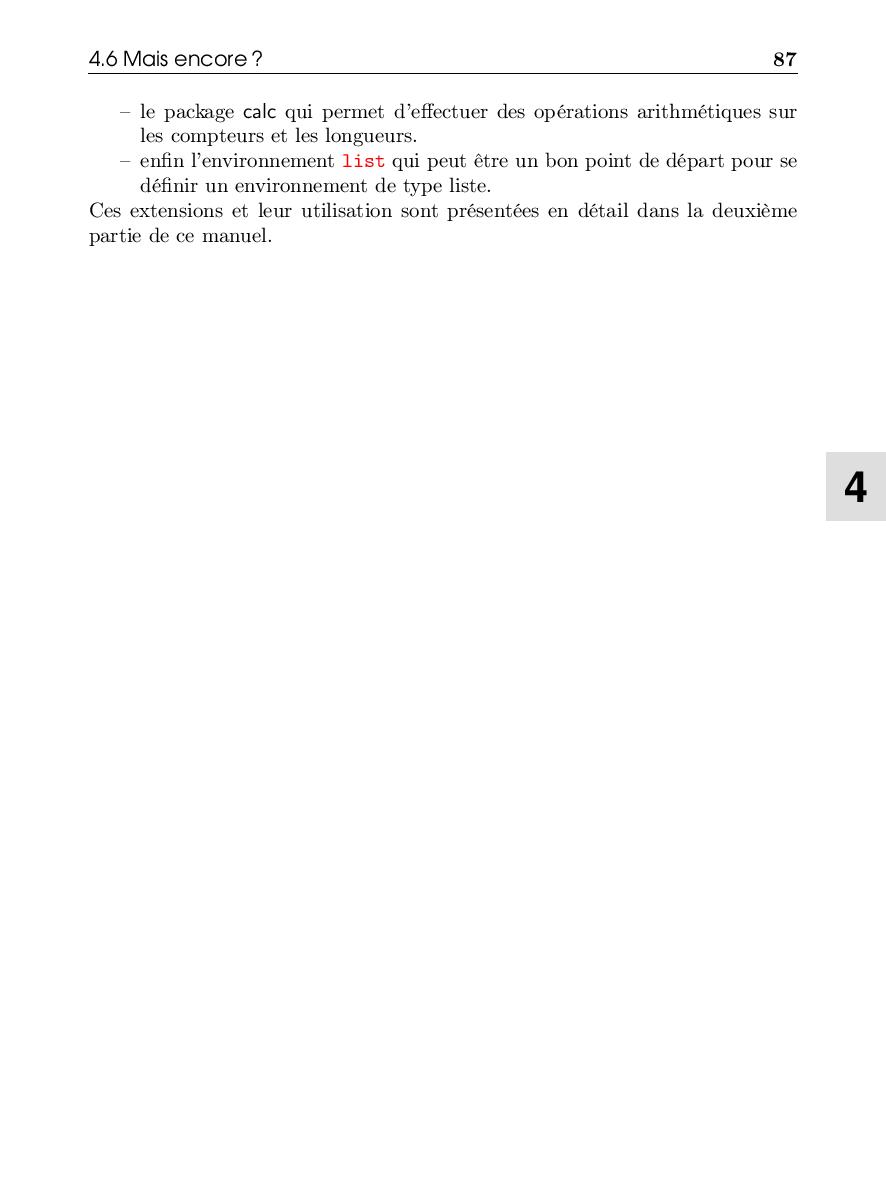 4.6 Mais encore ? 87
– le package calc qui permet d'effectuer des opérations arithmétiques sur
les compteurs et les longueurs.
– enfin l'environnement list qui peut être un bon point de départ pour se
définir un environnement de type liste.
Ces extensions et leur utilisation sont présentées en détail dans la deuxième
partie de ce manuel.
4